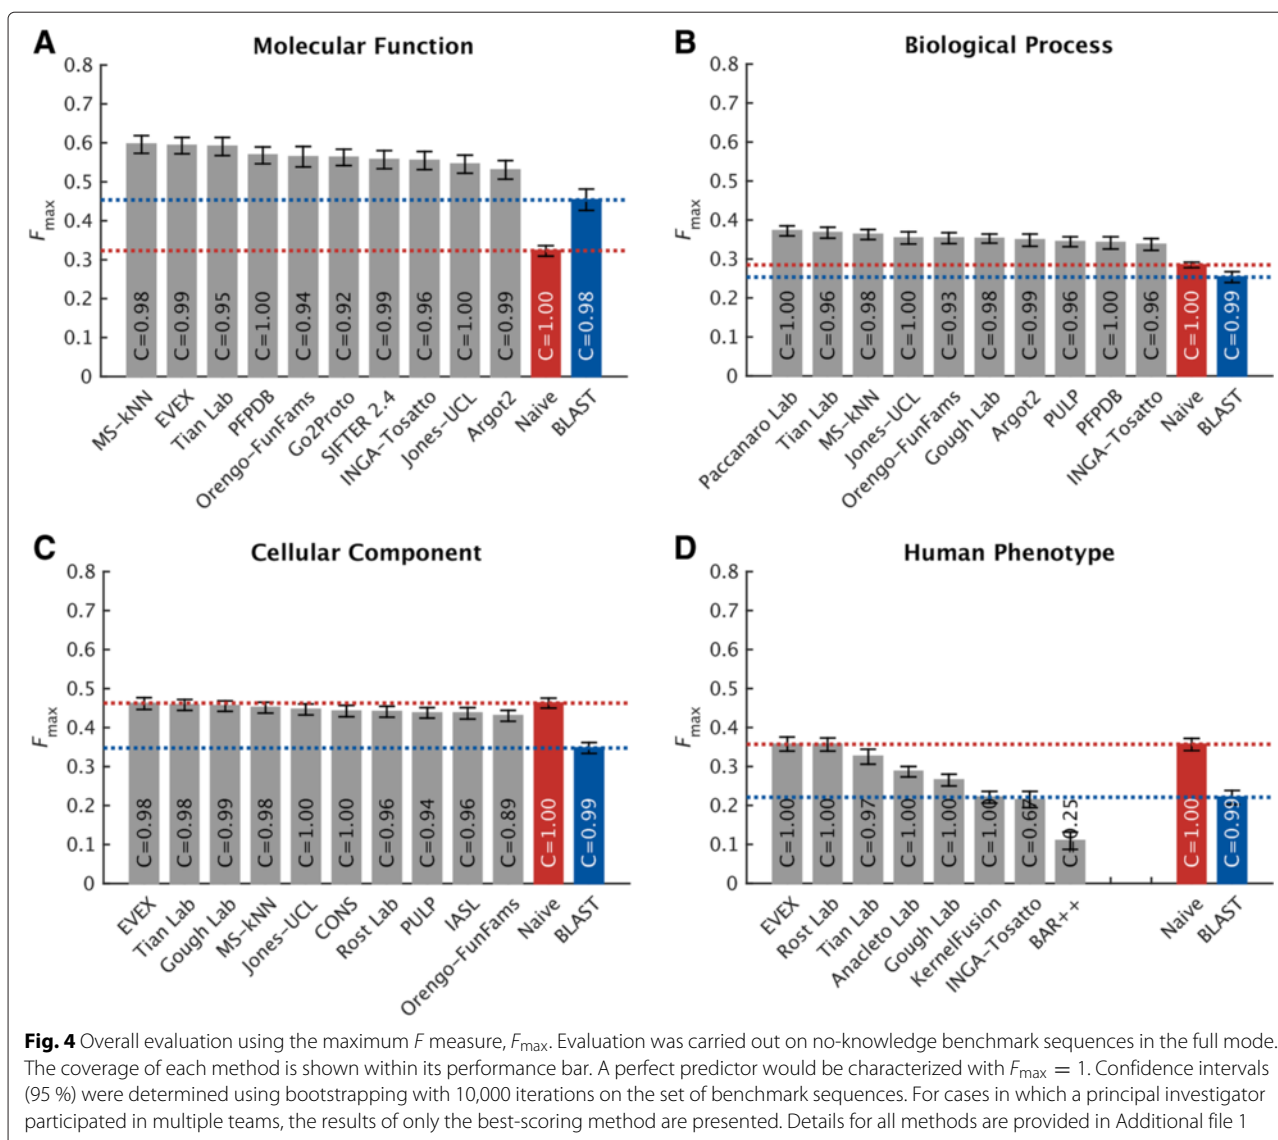 A
Molecular Function
0.8
0.7
0.6
0.5
0.4
0.3
0.2
0.1
0
Fmax
C=0.98
C=0.99
C=0.95
C=1.00
C=0.94
C=0.92
C=0.99
C=0.96
C=1.00
C=0.99
C=1.00
C=0.98
MS-kNN
EVEX
Tian Lab
PFPDB
Orengo-FunFams
Go2Proto
SIFTER 2.4
INGA-Tosatto
Jones-UCL
Argot2
Naive
BLAST
B
Biological Process
0.8
0.7
0.6
0.5
0.4
0.3
0.2
0.1
0
Fmax
C=1.00
C=0.96
C=0.98
C=1.00
C=0.93
C=0.98
C=0.99
C=0.96
C=1.00
C=0.96
C=1.00
C=0.99
Paccanaro Lab
Tian Lab
MS-kNN
Jones-UCL
Orengo-FunFams
Gough Lab
Argot2
PULP
PFPDB
INGA-Tosatto
Naive
BLAST
C
Cellular Component
0.8
0.7
0.6
0.5
0.4
0.3
0.2
0.1
0
Fmax
C=0.98
C=0.98
C=0.99
C=0.98
C=1.00
C=1.00
C=0.96
C=0.94
C=0.96
C=0.89
C=1.00
C=0.99
EVEX
Tian Lab
Gough Lab
MS-kNN
Jones-UCL
CONS
Rost Lab
PULP
IASL
Orengo-FunFams
Naive
BLAST
D
Human Phenotype
0.8
0.7
0.6
0.5
0.4
0.3
0.2
0.1
0
Fmax
C=1.00
C=1.00
C=0.97
C=1.00
C=1.00
C=1.00
C=0.67
C=0.25
C=1.00
C=0.99
EVEX
Rost Lab
Tian Lab
Anacleto Lab
Gough Lab
KernelFusion
INGA-Tosatto
BAR++
Naive
BLAST
Fig. 4 Overall evaluation using the maximum F measure, Fmax. Evaluation was carried out on no-knowledge benchmark sequences in the full mode.
The coverage of each method is shown within its performance bar. A perfect predictor would be characterized with Fmax = 1. Confidence intervals
(95 %) were determined using bootstrapping with 10,000 iterations on the set of benchmark sequences. For cases in which a principal investigator
participated in multiple teams, the results of only the best-scoring method are presented. Details for all methods are provided in Additional file 1